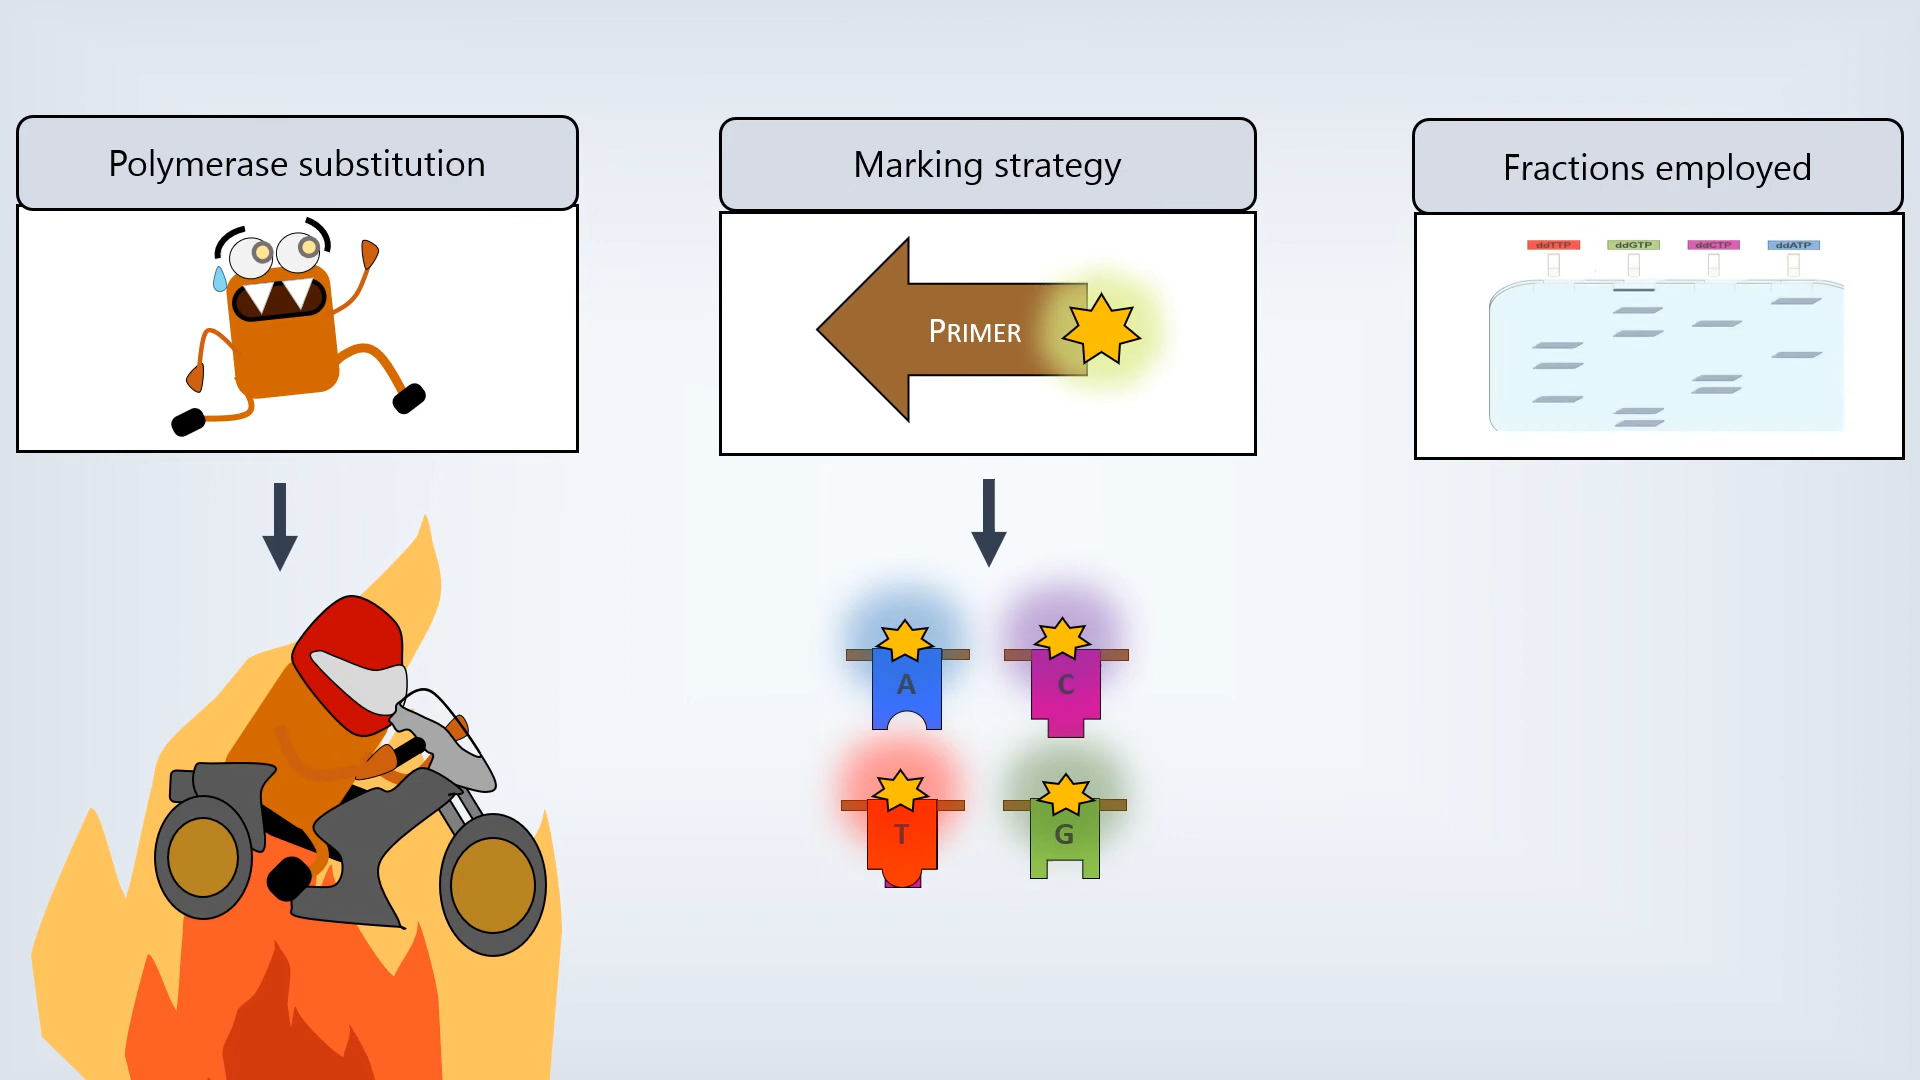 Polymerase substitution
Marking strategy
Fractions employed
ddTTP ddGTP ddCTP ddATP
PRIMER
A C
T G